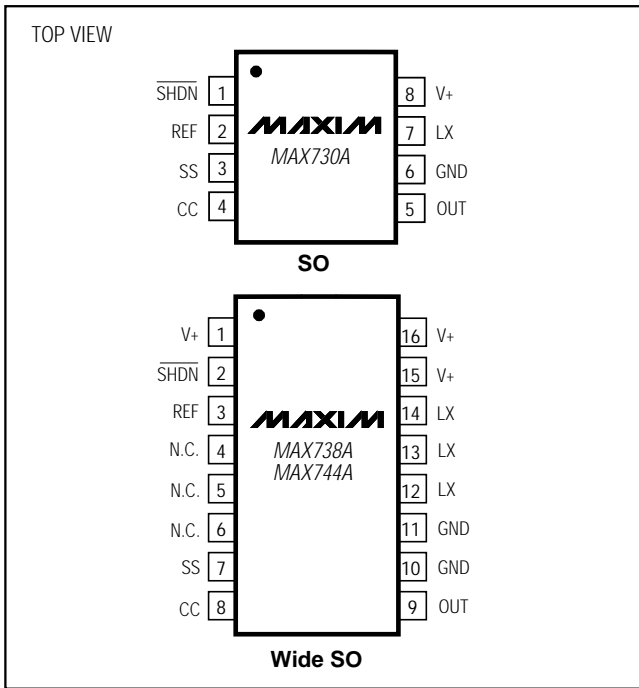 TOP VIEW
SHDN 1
REF 2
SS 3
CC 4
MAXIM
MAX730A
8 V+
7 LX
6 GND
5 OUT
SO
V+ 1
SHDN 2
REF 3
N.C. 4
N.C. 5
N.C. 6
SS 7
CC 8
MAXIM
MAX738A
MAX744A
16 V+
15 V+
14 LX
13 LX
12 LX
11 GND
10 GND
9 OUT
Wide SO